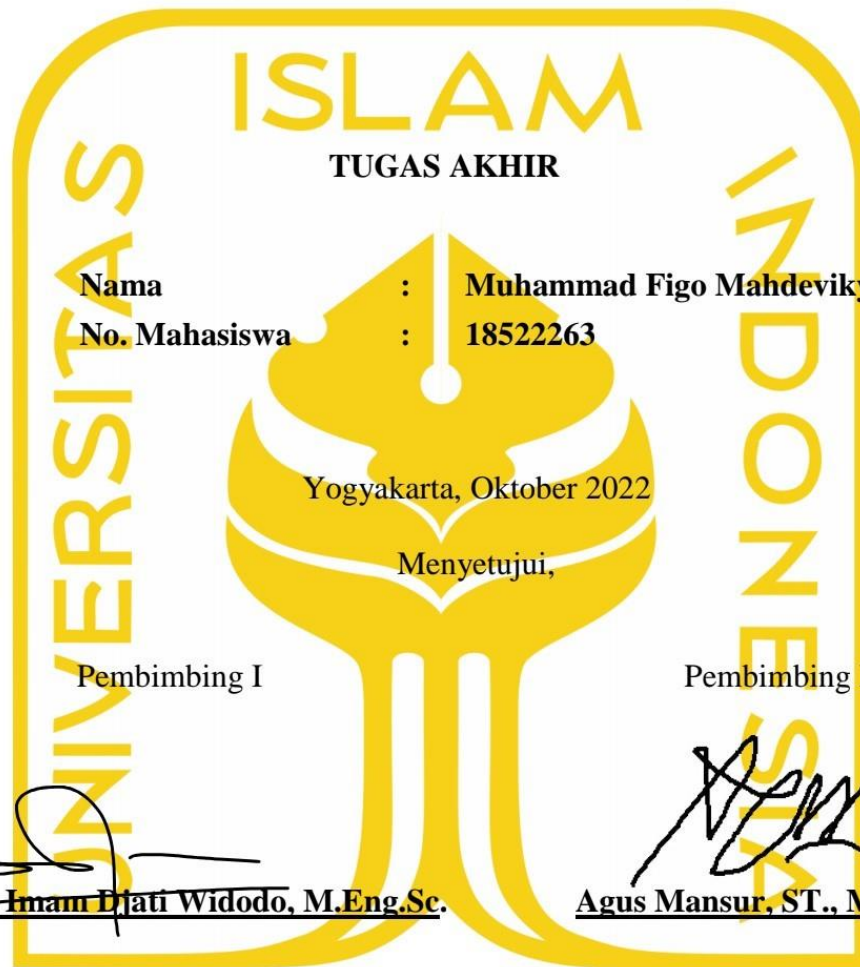 ISLAM
UNIVERSITAS
INDONESIA
TUGAS AKHIR
Nama : Muhammad Figo Mahdeviky
No. Mahasiswa : 18522263
Yogyakarta, Oktober 2022
Menyetujui,
Pembimbing I Pembimbing
Imam Djati Widodo, M.Eng.Sc. Agus Mansur, ST., M